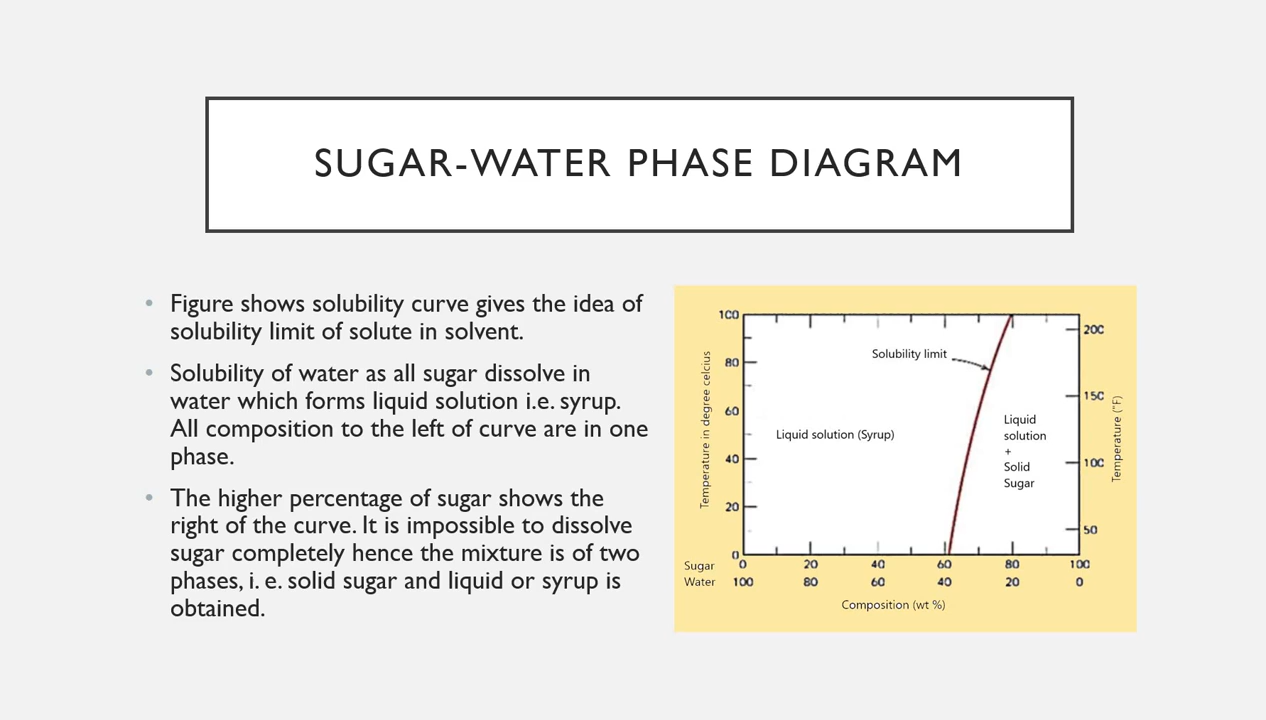 SUGAR-WATER PHASE DIAGRAM
• Figure shows solubility curve gives the idea of
solubility limit of solute in solvent.
• Solubility of water as all sugar dissolve in
water which forms liquid solution i.e. syrup.
All composition to the left of curve are in one
phase.
• The higher percentage of sugar shows the
right of the curve. It is impossible to dissolve
sugar completely hence the mixture is of two
phases, i. e. solid sugar and liquid or syrup is
obtained.
Temperature in degree celcius
100
80
60
40
20
0
Solubility limit
Liquid solution (Syrup)
Liquid
solution
+
Solid
Sugar
200
150
100
50
Temperature (°F)
Sugar 0 20 40 60 80 100
Water 100 80 60 40 20 0
Composition (wt %)